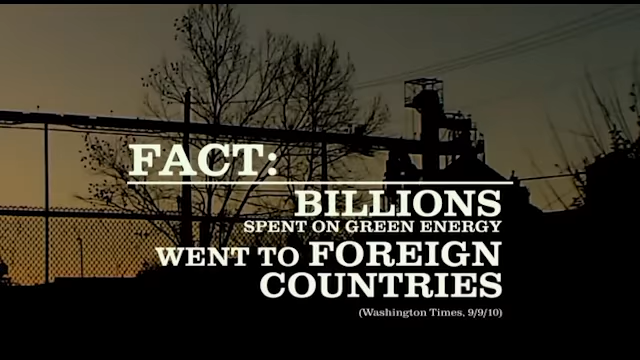 FACT:
BILLIONS
SPENT ON GREEN ENERGY
WENT TO FOREIGN
COUNTRIES
(Washington Times, 9/9/10)